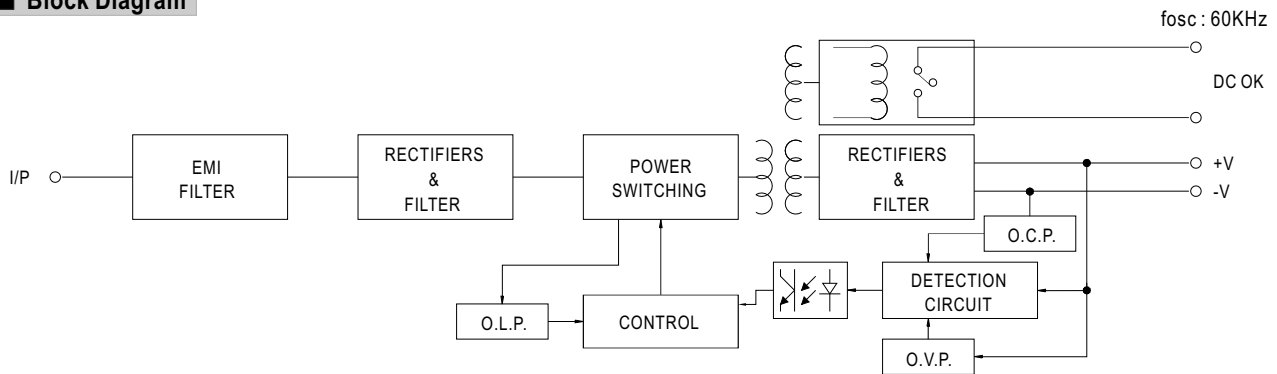 ■ Block Diagram
fosc : 60KHz
DC OK
I/P
EMI
FILTER
RECTIFIERS
&
FILTER
POWER
SWITCHING
RECTIFIERS
&
FILTER
+V
-V
O.C.P.
DETECTION
CIRCUIT
O.L.P.
CONTROL
O.V.P.